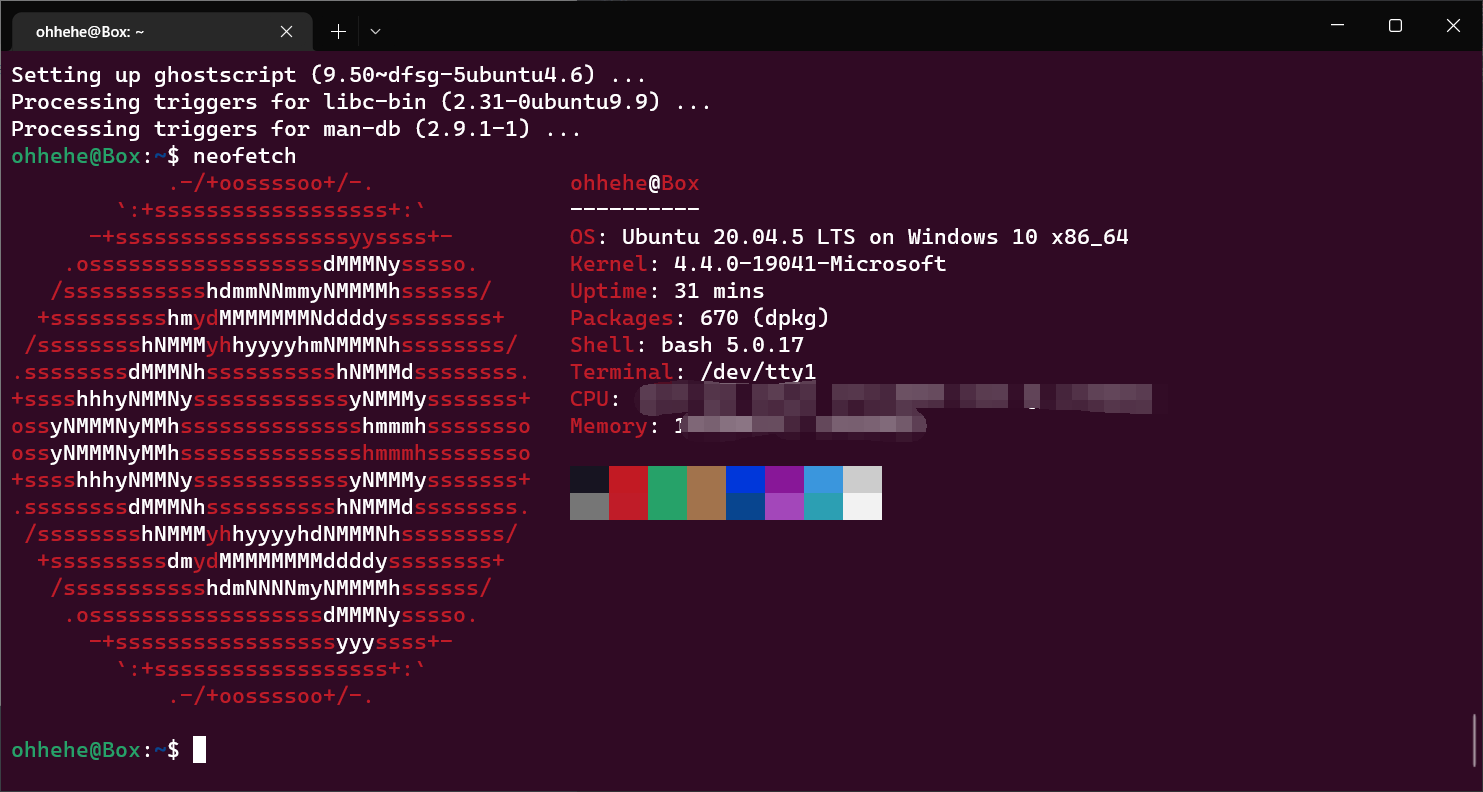 ohhehe@Box: ~
Setting up ghostscript (9.50~dfsg-5ubuntu4.6) ...
Processing triggers for libc-bin (2.31-0ubuntu9.9) ...
Processing triggers for man-db (2.9.1-1) ...
ohhehe@Box:~$ neofetch
            .-/+oossssoo+/-.               ohhehe@Box
        `:+ssssssssssssssssss+:`           ----------
      -+ssssssssssssssssssyyssss+-         OS: Ubuntu 20.04.5 LTS on Windows 10 x86_64
    .ossssssssssssssssssdMMMNysssso.       Kernel: 4.4.0-19041-Microsoft
   /ssssssssssshdmmNNmmyNMMMMhssssss/      Uptime: 31 mins
  +ssssssssshmydMMMMMMMNddddyssssssss+     Packages: 670 (dpkg)
 /sssssssshNMMMyhhyyyyhmNMMMNhssssssss/    Shell: bash 5.0.17
.ssssssssdMMMNhsssssssssshNMMMdssssssss.   Terminal: /dev/tty1
+sssshhhyNMMNyssssssssssssyNMMMysssssss+   CPU:
ossyNMMMNyMMhsssssssssssssshmmmhssssssso   Memory: 1
ossyNMMMNyMMhsssssssssssssshmmmhssssssso
+sssshhhyNMMNyssssssssssssyNMMMysssssss+
.ssssssssdMMMNhsssssssssshNMMMdssssssss.
 /sssssssshNMMMyhhyyyyhdNMMMNhssssssss/
  +sssssssssdmydMMMMMMMMddddyssssssss+
   /ssssssssssshdmNNNNmyNMMMMhssssss/
    .ossssssssssssssssssdMMMNysssso.
      -+sssssssssssssssssyyyssss+-
        `:+ssssssssssssssssss+:`
            .-/+oossssoo+/-.
ohhehe@Box:~$